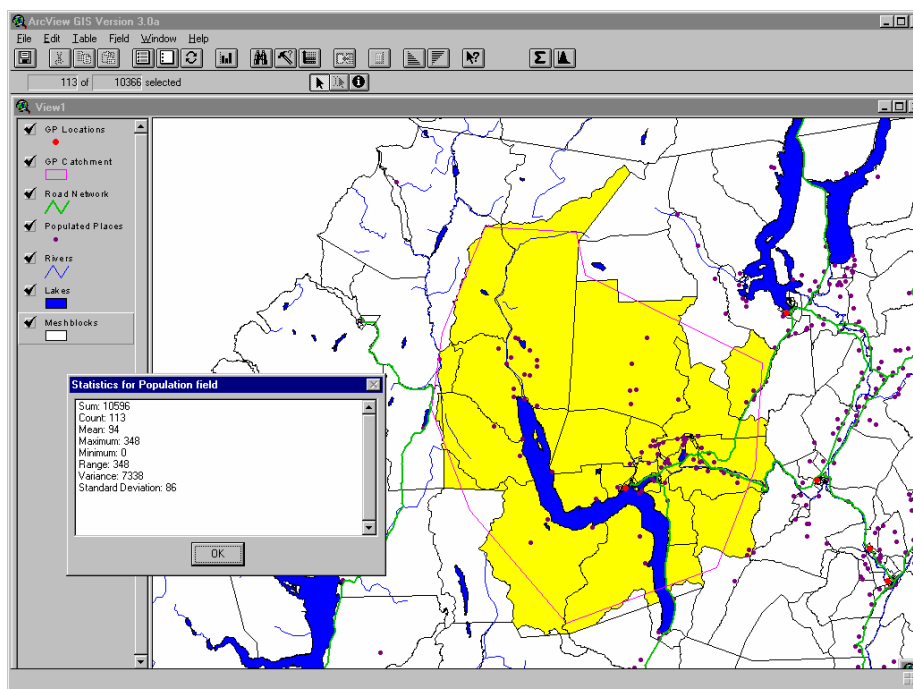 ArcView GIS Version 3.0a
File Edit Table Field Window Help
113 of 10366 selected
View1
GP Locations
GP Catchment
Road Network
Populated Places
Rivers
Lakes
Meshblocks
Statistics for Population field
Sum: 10596
Count: 113
Mean: 94
Maximum: 348
Minimum: 0
Range: 348
Variance: 7338
Standard Deviation: 86
OK